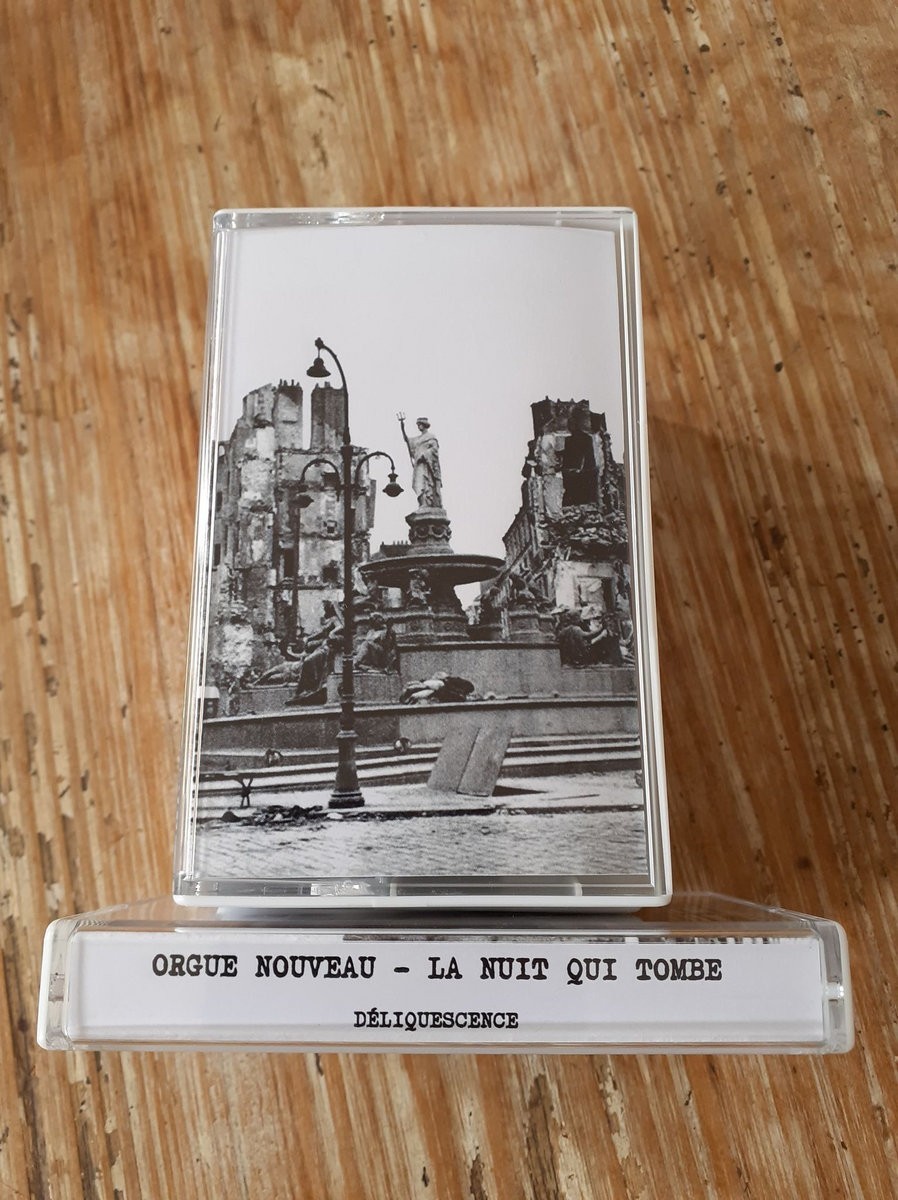 ORGUE NOUVEAU - LA NUIT QUI TOMBE
DÉLIQUESCENCE